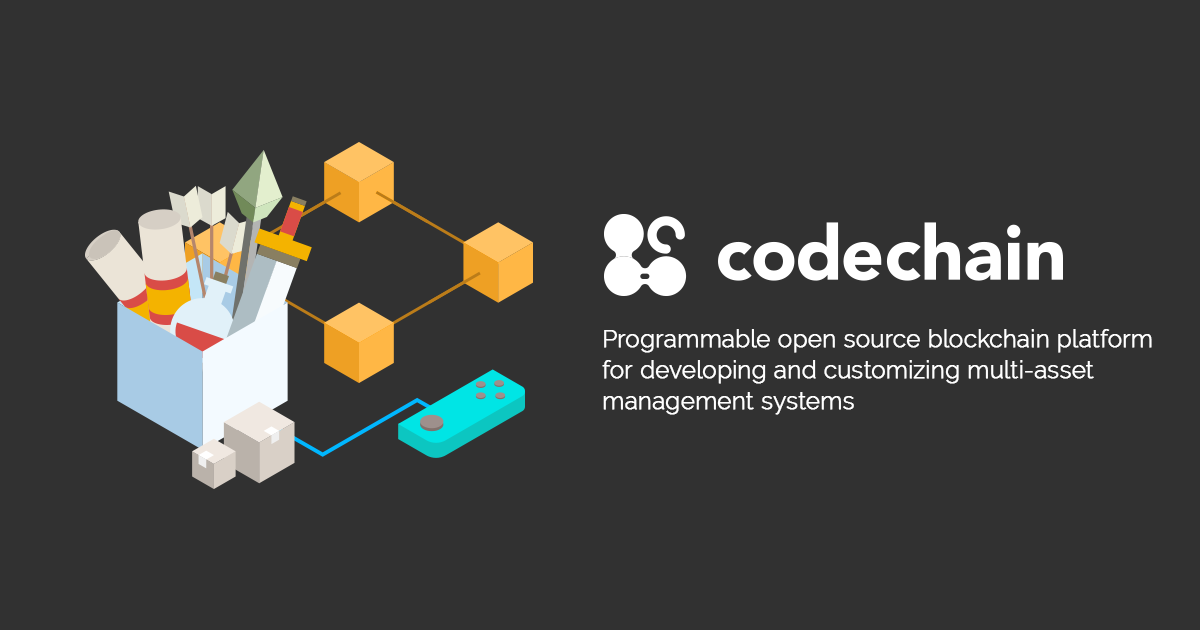 codechain
Programmable open source blockchain platform
for developing and customizing multi-asset
management systems